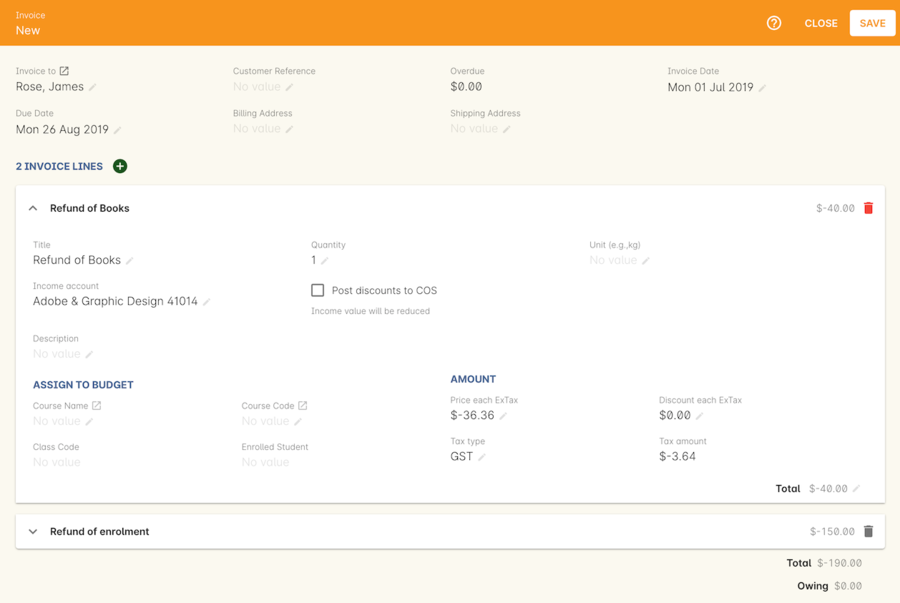 Invoice
New
CLOSE
SAVE
Invoice to
Customer Reference
Overdue
Invoice Date
Rose, James
No value
$0.00
Mon 01 Jul 2019
Due Date
Billing Address
Shipping Address
Mon 26 Aug 2019
No value
No value
2 INVOICE LINES
Refund of Books
$-40.00
Title
Quantity
Unit (e.g.,kg)
Refund of Books
1
No value
Income account
Adobe & Graphic Design 41014
Post discounts to COS
Income value will be reduced
Description
No value
ASSIGN TO BUDGET
Course Name
Course Code
No value
No value
Class Code
Enrolled Student
No value
No value
AMOUNT
Price each ExTax
Discount each ExTax
$-36.36
$0.00
Tax type
Tax amount
GST
$-3.64
Total $-40.00
Refund of enrolment
$-150.00
Total $-190.00
Owing $0.00